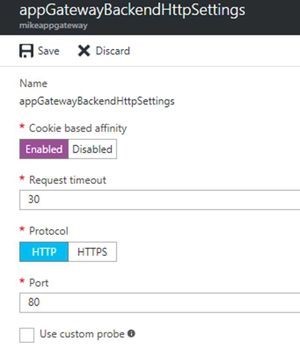 appGatewayBackendHttpSettings
mikeappgateway
Save Discard
Name
appGatewayBackendHttpSettings
* Cookie based affinity
Enabled Disabled
* Request timeout
30
* Protocol
HTTP HTTPS
* Port
80
Use custom probe